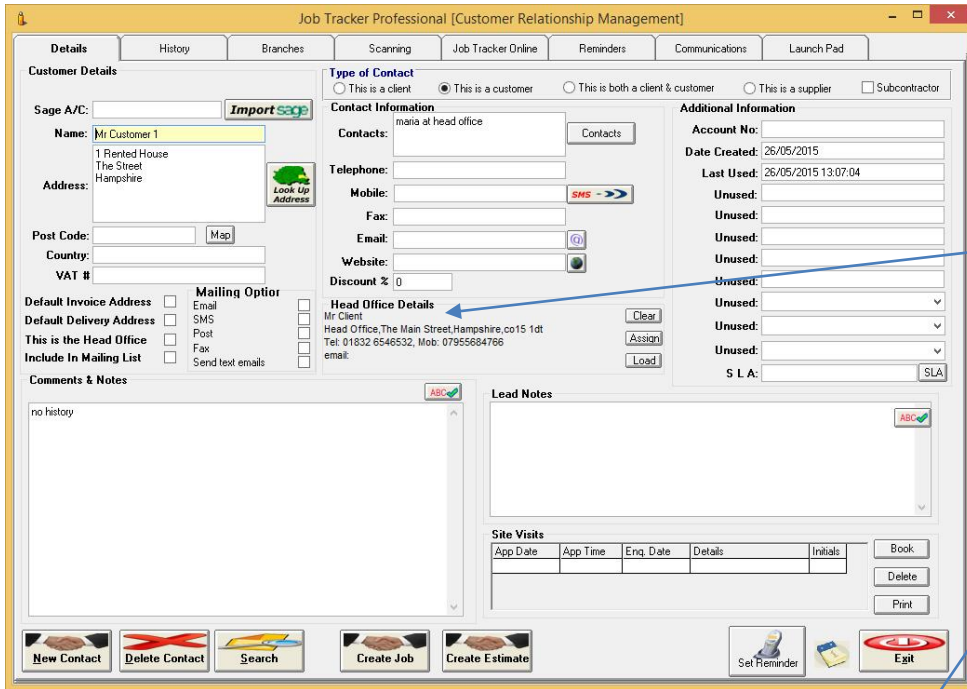 Job Tracker Professional [Customer Relationship Management]
Details History Branches Scanning Job Tracker Online Reminders Communications Launch Pad
Customer Details
Sage A/C:
Import sage
Name: Mr Customer 1
Address: 1 Rented House
The Street
Hampshire
Look Up
Address
Post Code:
Map
Country:
VAT #
Default Invoice Address
Default Delivery Address
This is the Head Office
Include In Mailing List
Mailing Option
Email
SMS
Post
Fax
Send text emails
Type of Contact
This is a client This is a customer This is both a client & customer This is a supplier Subcontractor
Contact Information
Contacts: maria at head office
Contacts
Telephone:
Mobile:
SMS
Fax:
Email:
@
Website:
Discount % 0
Head Office Details
Mr Client
Head Office,The Main Street,Hampshire,co15 1dt
Tel: 01832 6546532, Mob: 07955684766
email:
Clear
Assign
Load
Additional Information
Account No:
Date Created: 26/05/2015
Last Used: 26/05/2015 13:07:04
Unused:
Unused:
Unused:
Unused:
Unused:
Unused:
Unused:
Unused:
S L A:
SLA
Comments & Notes
ABC
no history
Lead Notes
ABC
Site Visits
App Date App Time Enq. Date Details Initials
Book
Delete
Print
New Contact Delete Contact Search Create Job Create Estimate Set Reminder Exit